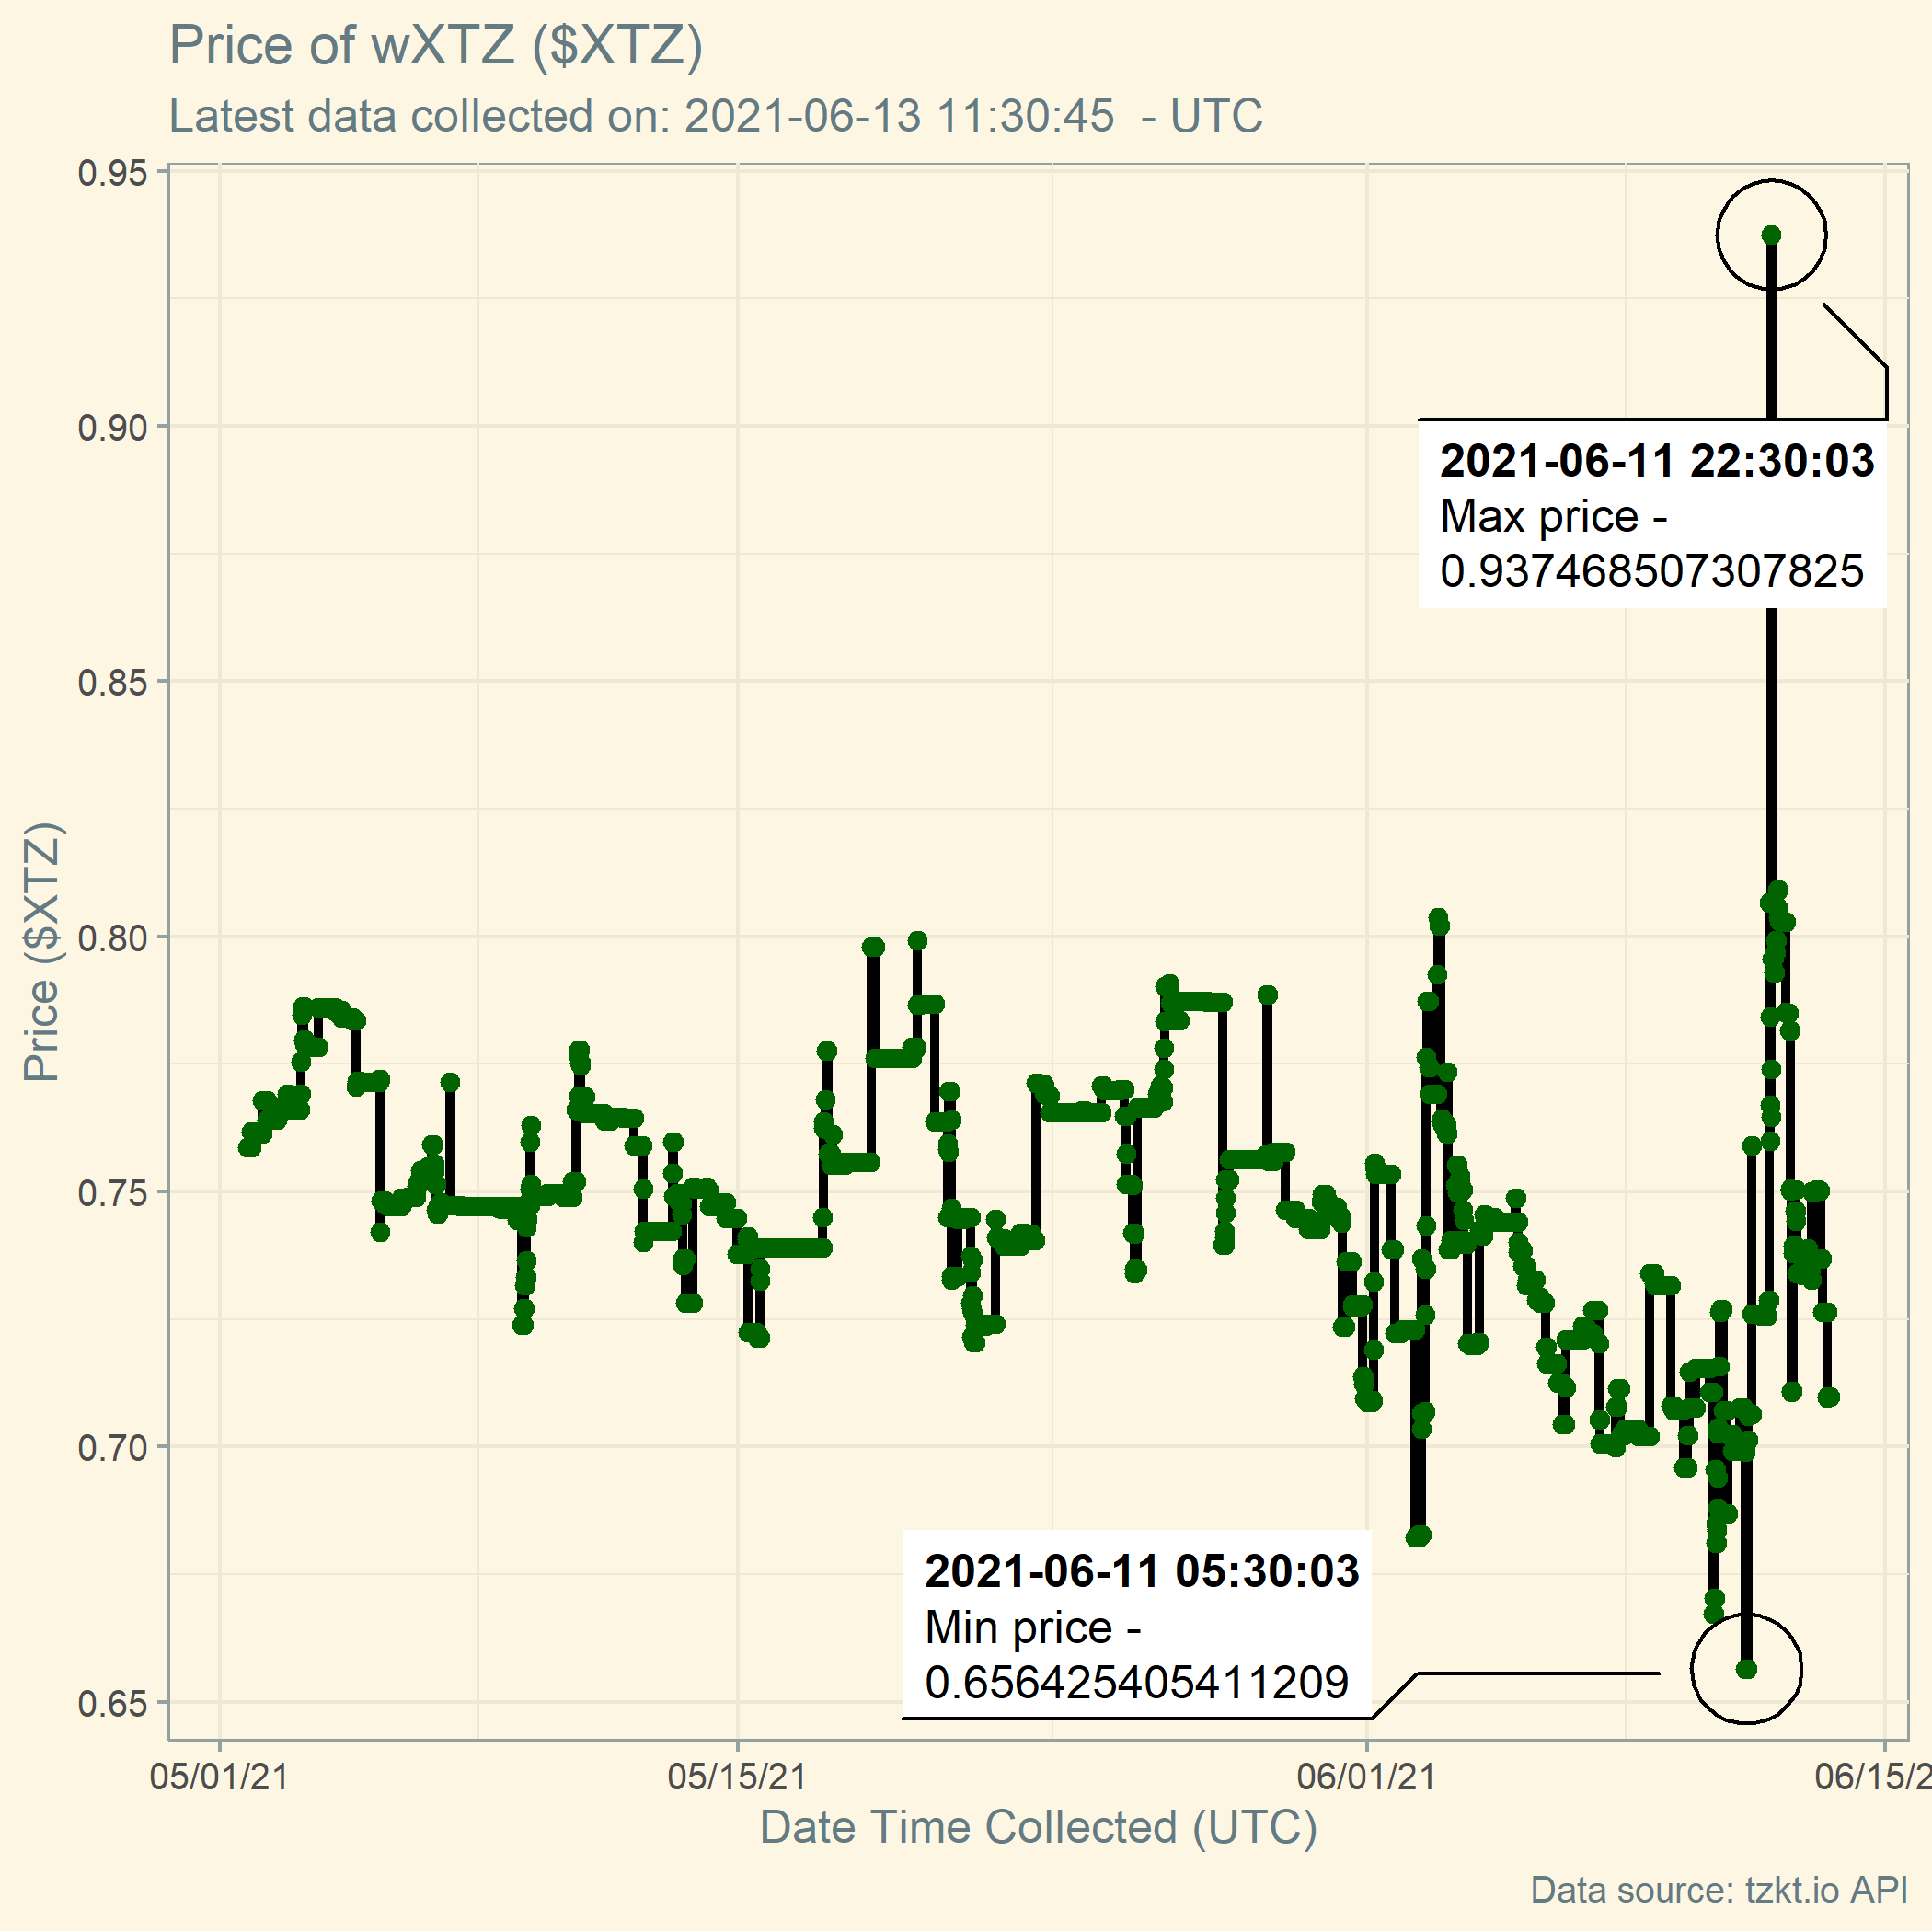 Price of wXTZ ($XTZ)
Latest data collected on: 2021-06-13 11:30:45  - UTC
0.95
0.90
0.85
0.80
0.75
0.70
0.65
Price ($XTZ)
2021-06-11 22:30:03
Max price -
0.937468507307825
2021-06-11 05:30:03
Min price -
0.656425405411209
05/01/21
05/15/21
06/01/21
06/15/2
Date Time Collected (UTC)
Data source: tzkt.io API